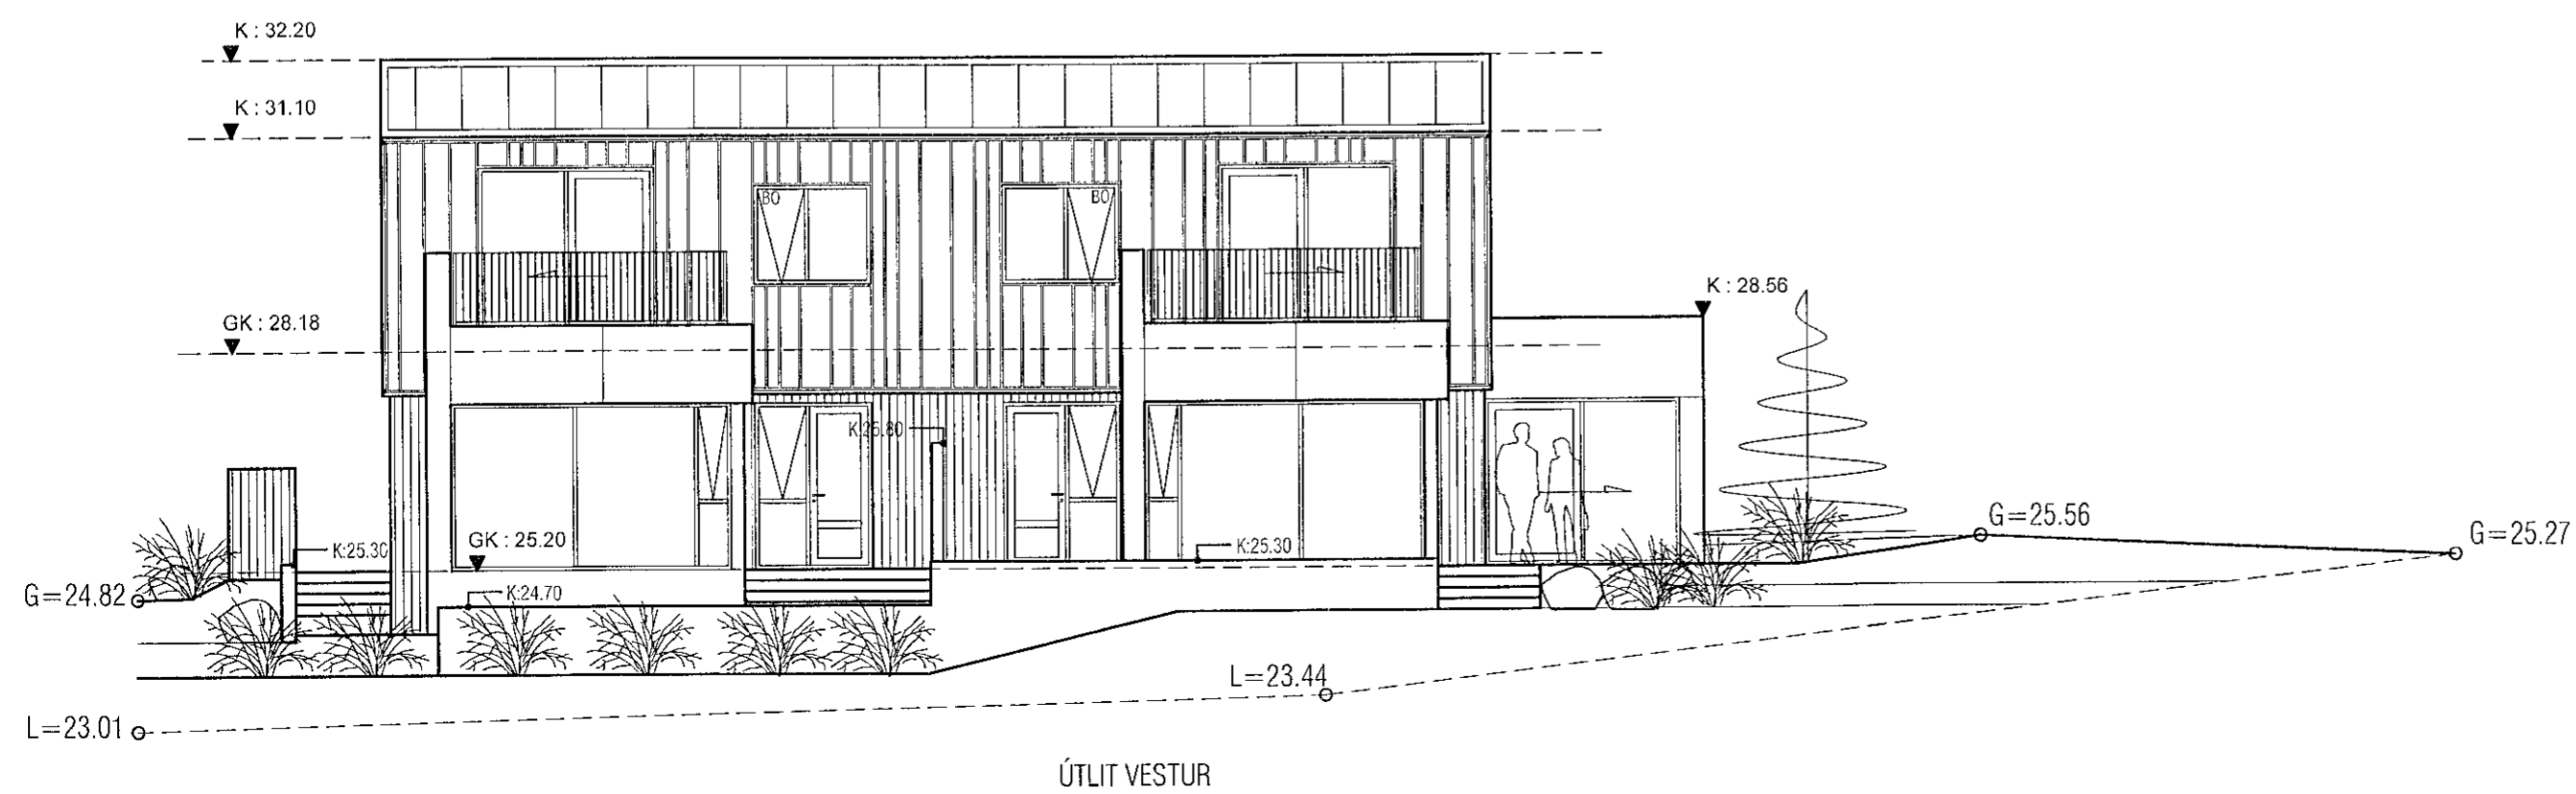 K : 32.20
K : 31.10
BO
BO
K : 28.56
GK : 28.18
K:25.80
G=25.56
G=25.27
GK : 25.20
K:25.30
K:25.30
G=24.82
K:24.70
L=23.44
L=23.01
ÚTLIT VESTUR